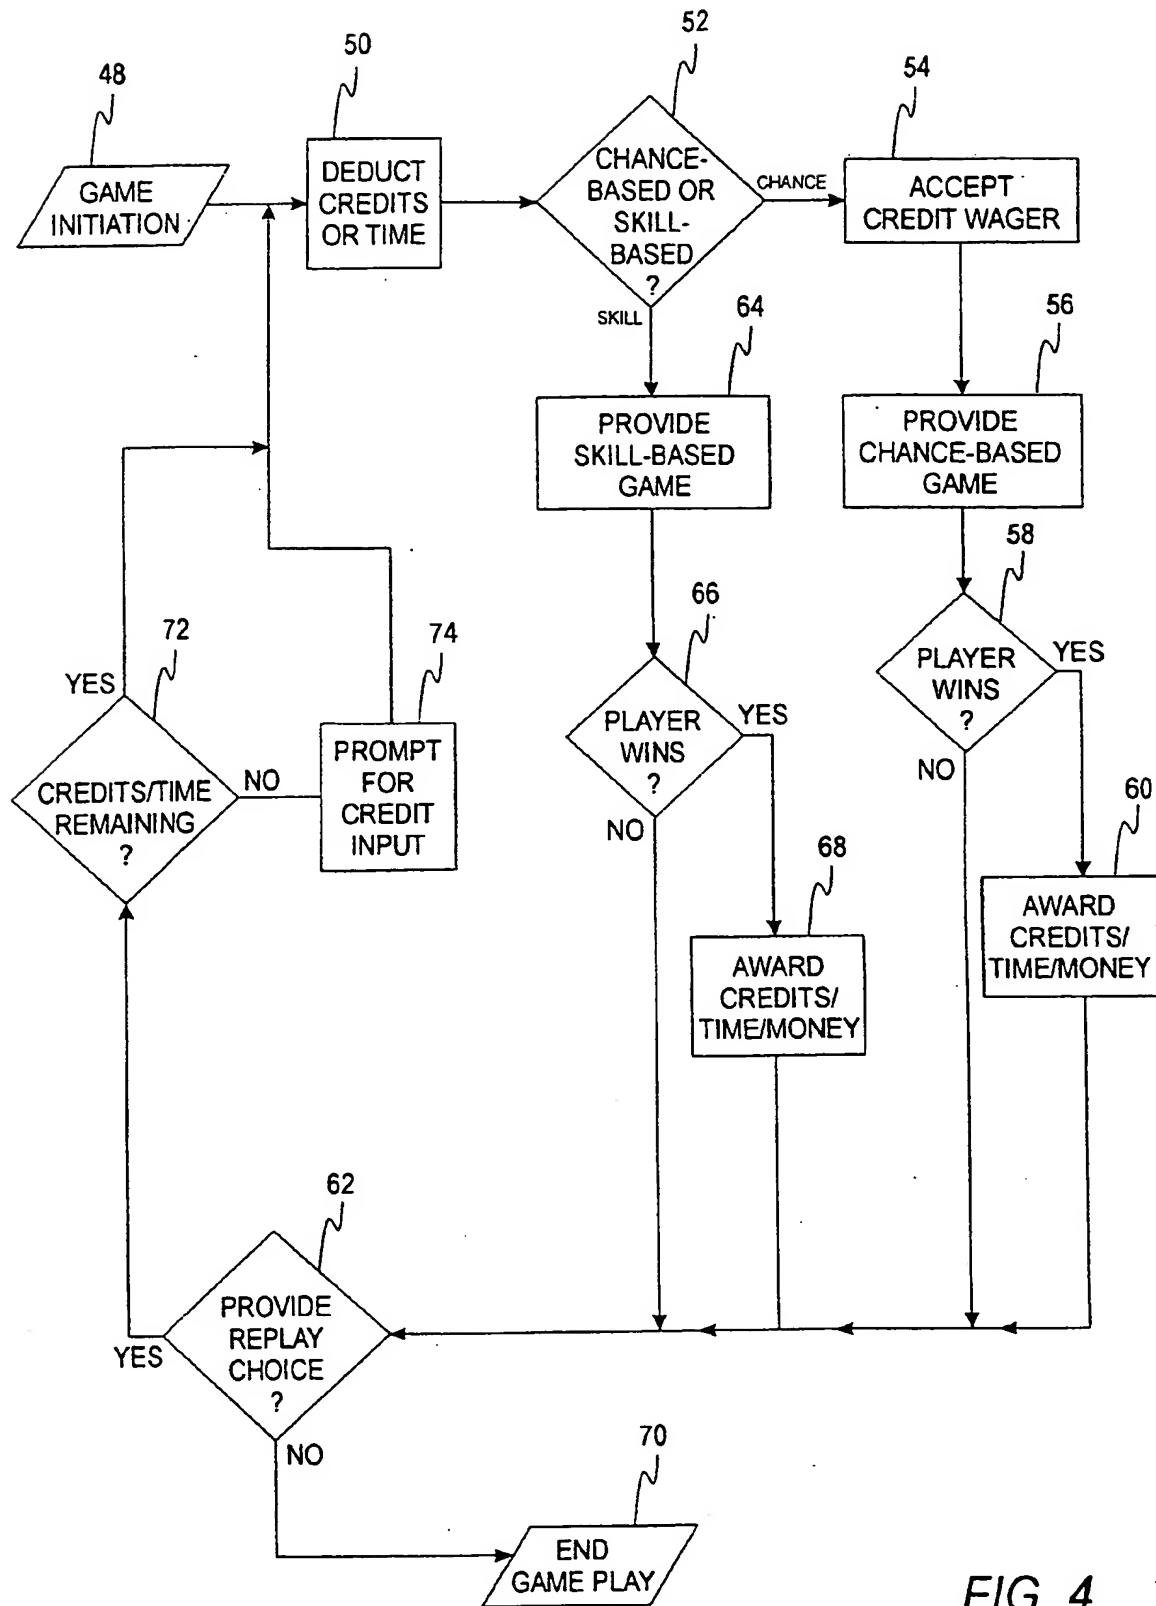 48
GAME
INITIATION
50
DEDUCT
CREDITS
OR TIME
52
CHANCE-
BASED OR
SKILL-
BASED
?
CHANCE
SKILL
54
ACCEPT
CREDIT WAGER
64
PROVIDE
SKILL-BASED
GAME
56
PROVIDE
CHANCE-BASED
GAME
66
PLAYER
WINS
?
YES
NO
58
PLAYER
WINS
?
YES
NO
72
YES
CREDITS/TIME
REMAINING
?
NO
74
PROMPT
FOR
CREDIT
INPUT
68
AWARD
CREDITS/
TIME/MONEY
60
AWARD
CREDITS/
TIME/MONEY
62
PROVIDE
REPLAY
CHOICE
?
YES
NO
70
END
GAME PLAY
FIG. 4